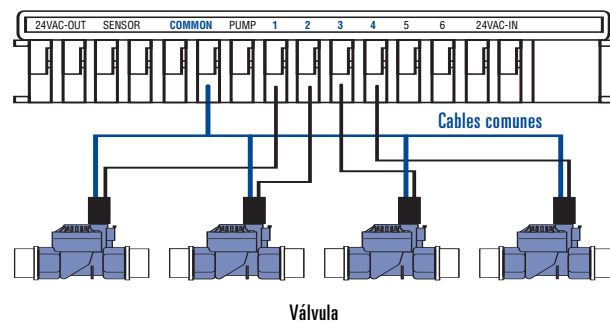 24VAC-OUT SENSOR COMMON PUMP 1 2 3 4 5 6 24VAC-IN
Cables comunes
Válvula